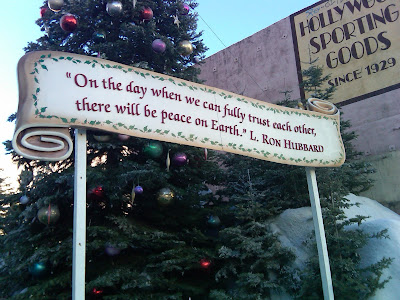 HOLLYWOOD
SPORTING
GOODS
SINCE 1929
"On the day when we can fully trust each other,
there will be peace on Earth." L. Ron Hubbard